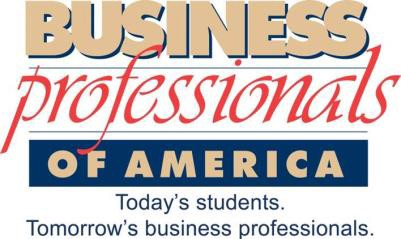 BUSINESS
professionals
OF AMERICA
Today's students.
Tomorrow's business professionals.